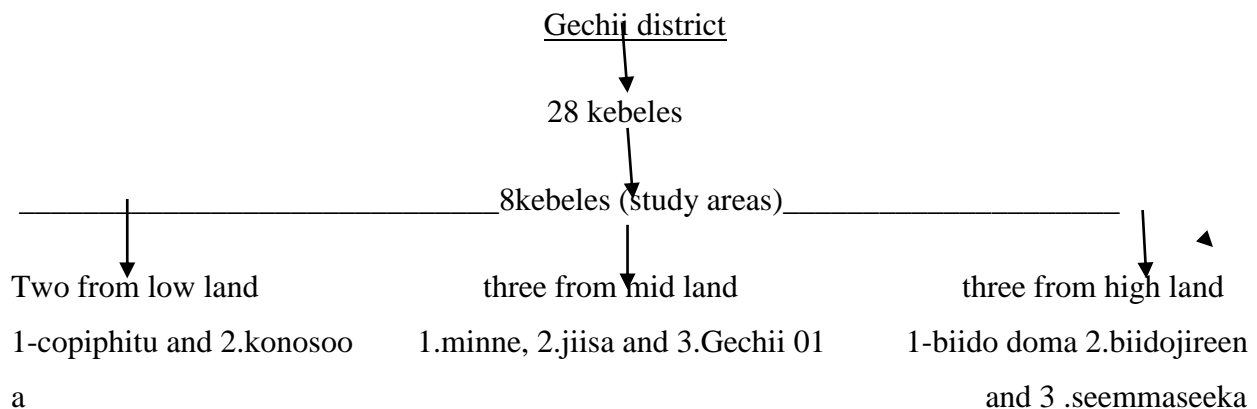 Gechii district
28 kebeles
8kebeles (study areas)
Two from low land three from mid land three from high land
1-copiphitu and 2.konosoo 1.minne, 2.jiisa and 3.Gechii 01 1-biido doma 2.biidojireen
a and 3 .seemmaseeka